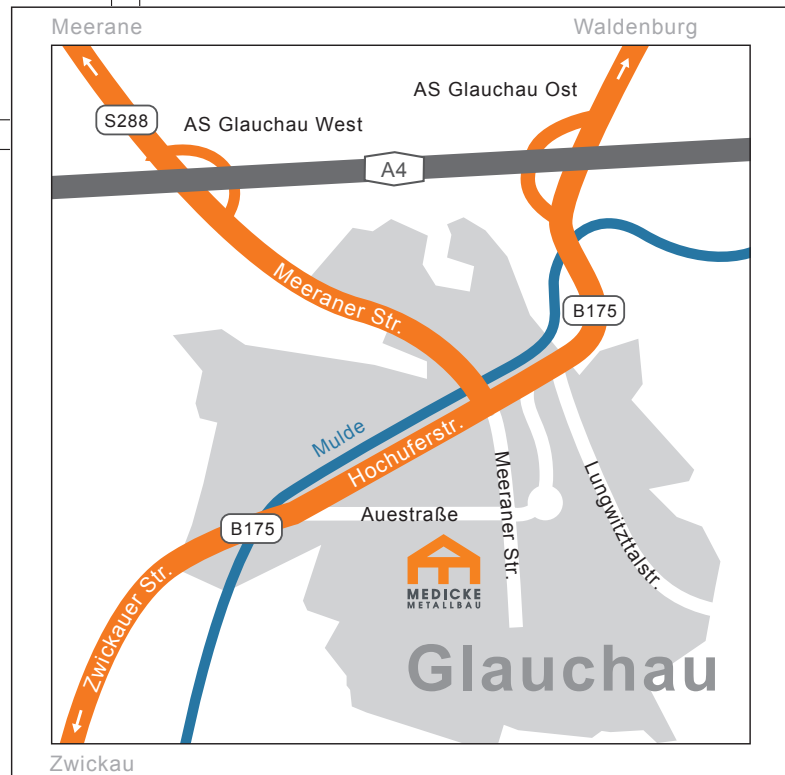 Meerane
Waldenburg
AS Glauchau Ost
S288
AS Glauchau West
A4
Meeraner Str.
B175
Mulde
Hochuferstr.
Meeraner Str.
Lungwitztalstr.
Auestraße
B175
MEDICKE
METALLBAU
Zwickauer Str.
Glauchau
Zwickau